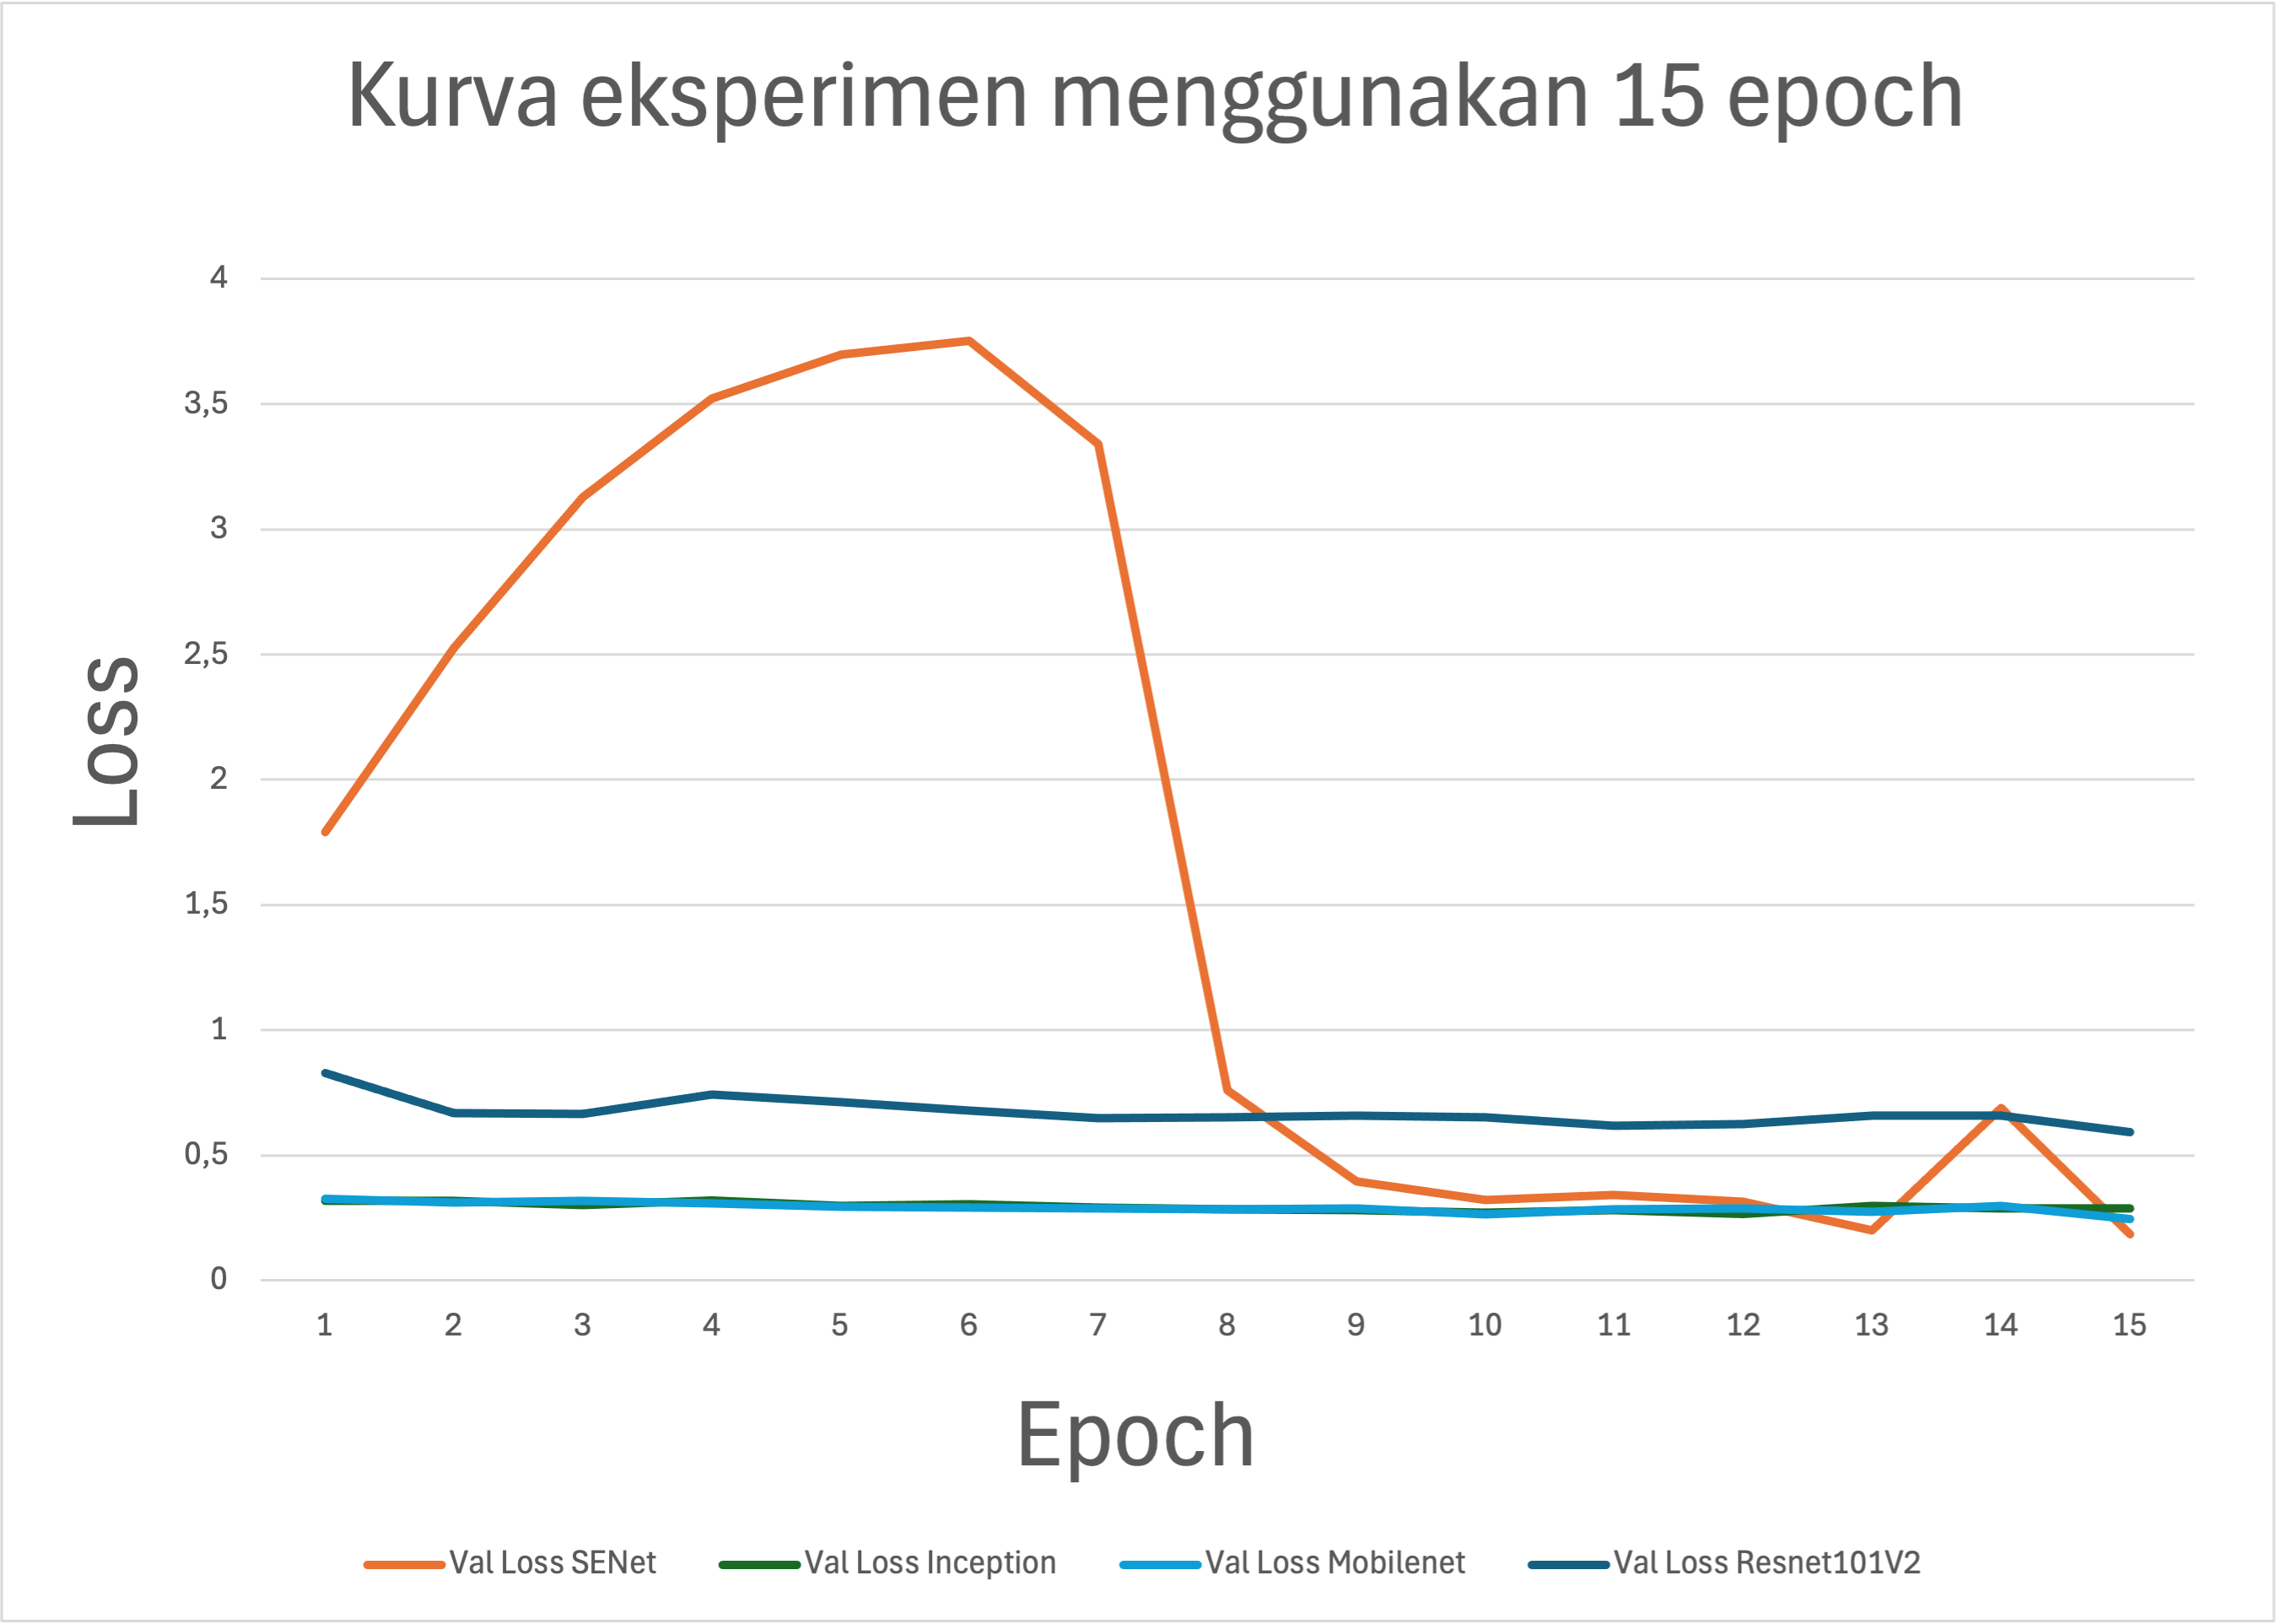 Kurva eksperimen menggunakan 15 epoch
4
3,5
3
2,5
2
1,5
1
0,5
0
Loss
1 2 3 4 5 6 7 8 9 10 11 12 13 14 15
Epoch
Val Loss SENet Val Loss Inception Val Loss Mobilenet Val Loss Resnet101V2